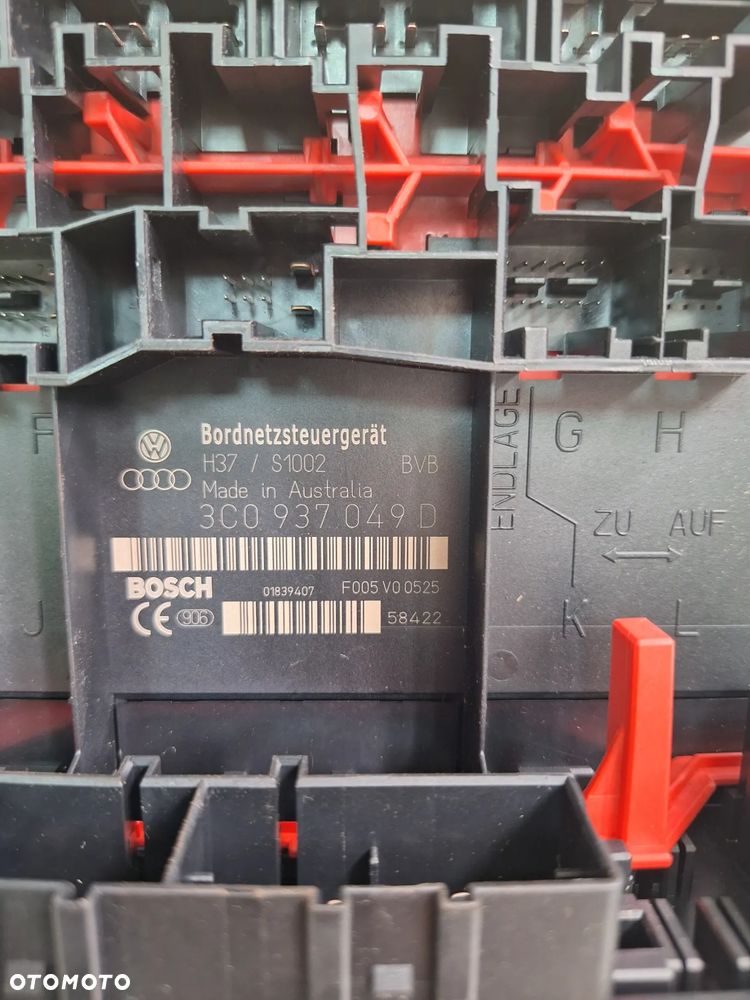 Bordnetzsteuergerät
H37 / S1002 BVB
Made in Australia
3C0 937 049 D
BOSCH 01839407 F005 V0 0525
CE 906 58422
ENDLAGE
F
G H
ZU AUF
J
K L
OTOMOTO